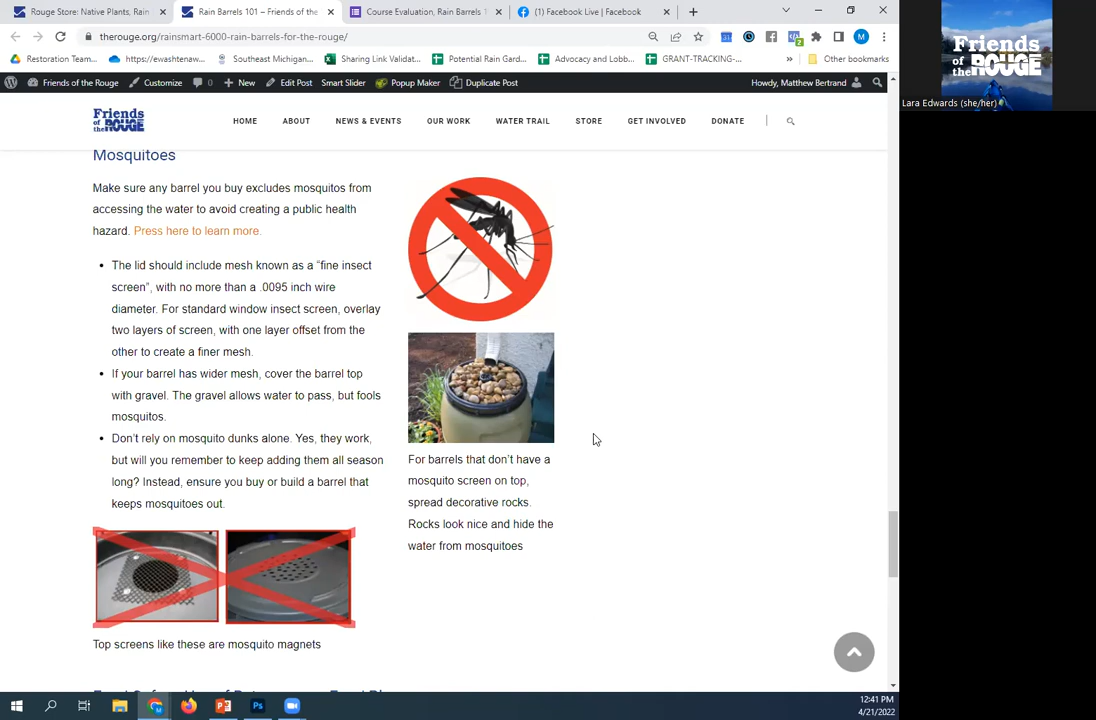 Rouge Store: Native Plants, Rain
Rain Barrels 101 – Friends of the
Course Evaluation, Rain Barrels
(1) Facebook Live | Facebook
therouge.org/rainsmart-6000-rain-barrels-for-the-rouge/
Restoration Team...
https://ewashtenaw...
Southeast Michigan...
Sharing Link Validat...
Potential Rain Gard...
Advocacy and Lobb...
GRANT-TRACKING-...
Other bookmarks
Friends of the Rouge
Customize
0
New
Edit Post
Smart Slider
Popup Maker
Duplicate Post
Howdy, Matthew Bertrand
Friends
of
the ROUGE
HOME
ABOUT
NEWS & EVENTS
OUR WORK
WATER TRAIL
STORE
GET INVOLVED
DONATE
Mosquitoes
Make sure any barrel you buy excludes mosquitos from
accessing the water to avoid creating a public health
hazard. Press here to learn more.
• The lid should include mesh known as a “fine insect
screen”, with no more than a .0095 inch wire
diameter. For standard window insect screen, overlay
two layers of screen, with one layer offset from the
other to create a finer mesh.
• If your barrel has wider mesh, cover the barrel top
with gravel. The gravel allows water to pass, but fools
mosquitos.
• Don’t rely on mosquito dunks alone. Yes, they work,
but will you remember to keep adding them all season
long? Instead, ensure you buy or build a barrel that
keeps mosquitoes out.
Top screens like these are mosquito magnets
For barrels that don’t have a
mosquito screen on top,
spread decorative rocks.
Rocks look nice and hide the
water from mosquitoes
Friends
of
the ROUGE
Lara Edwards (she/her)
12:41 PM
4/21/2022